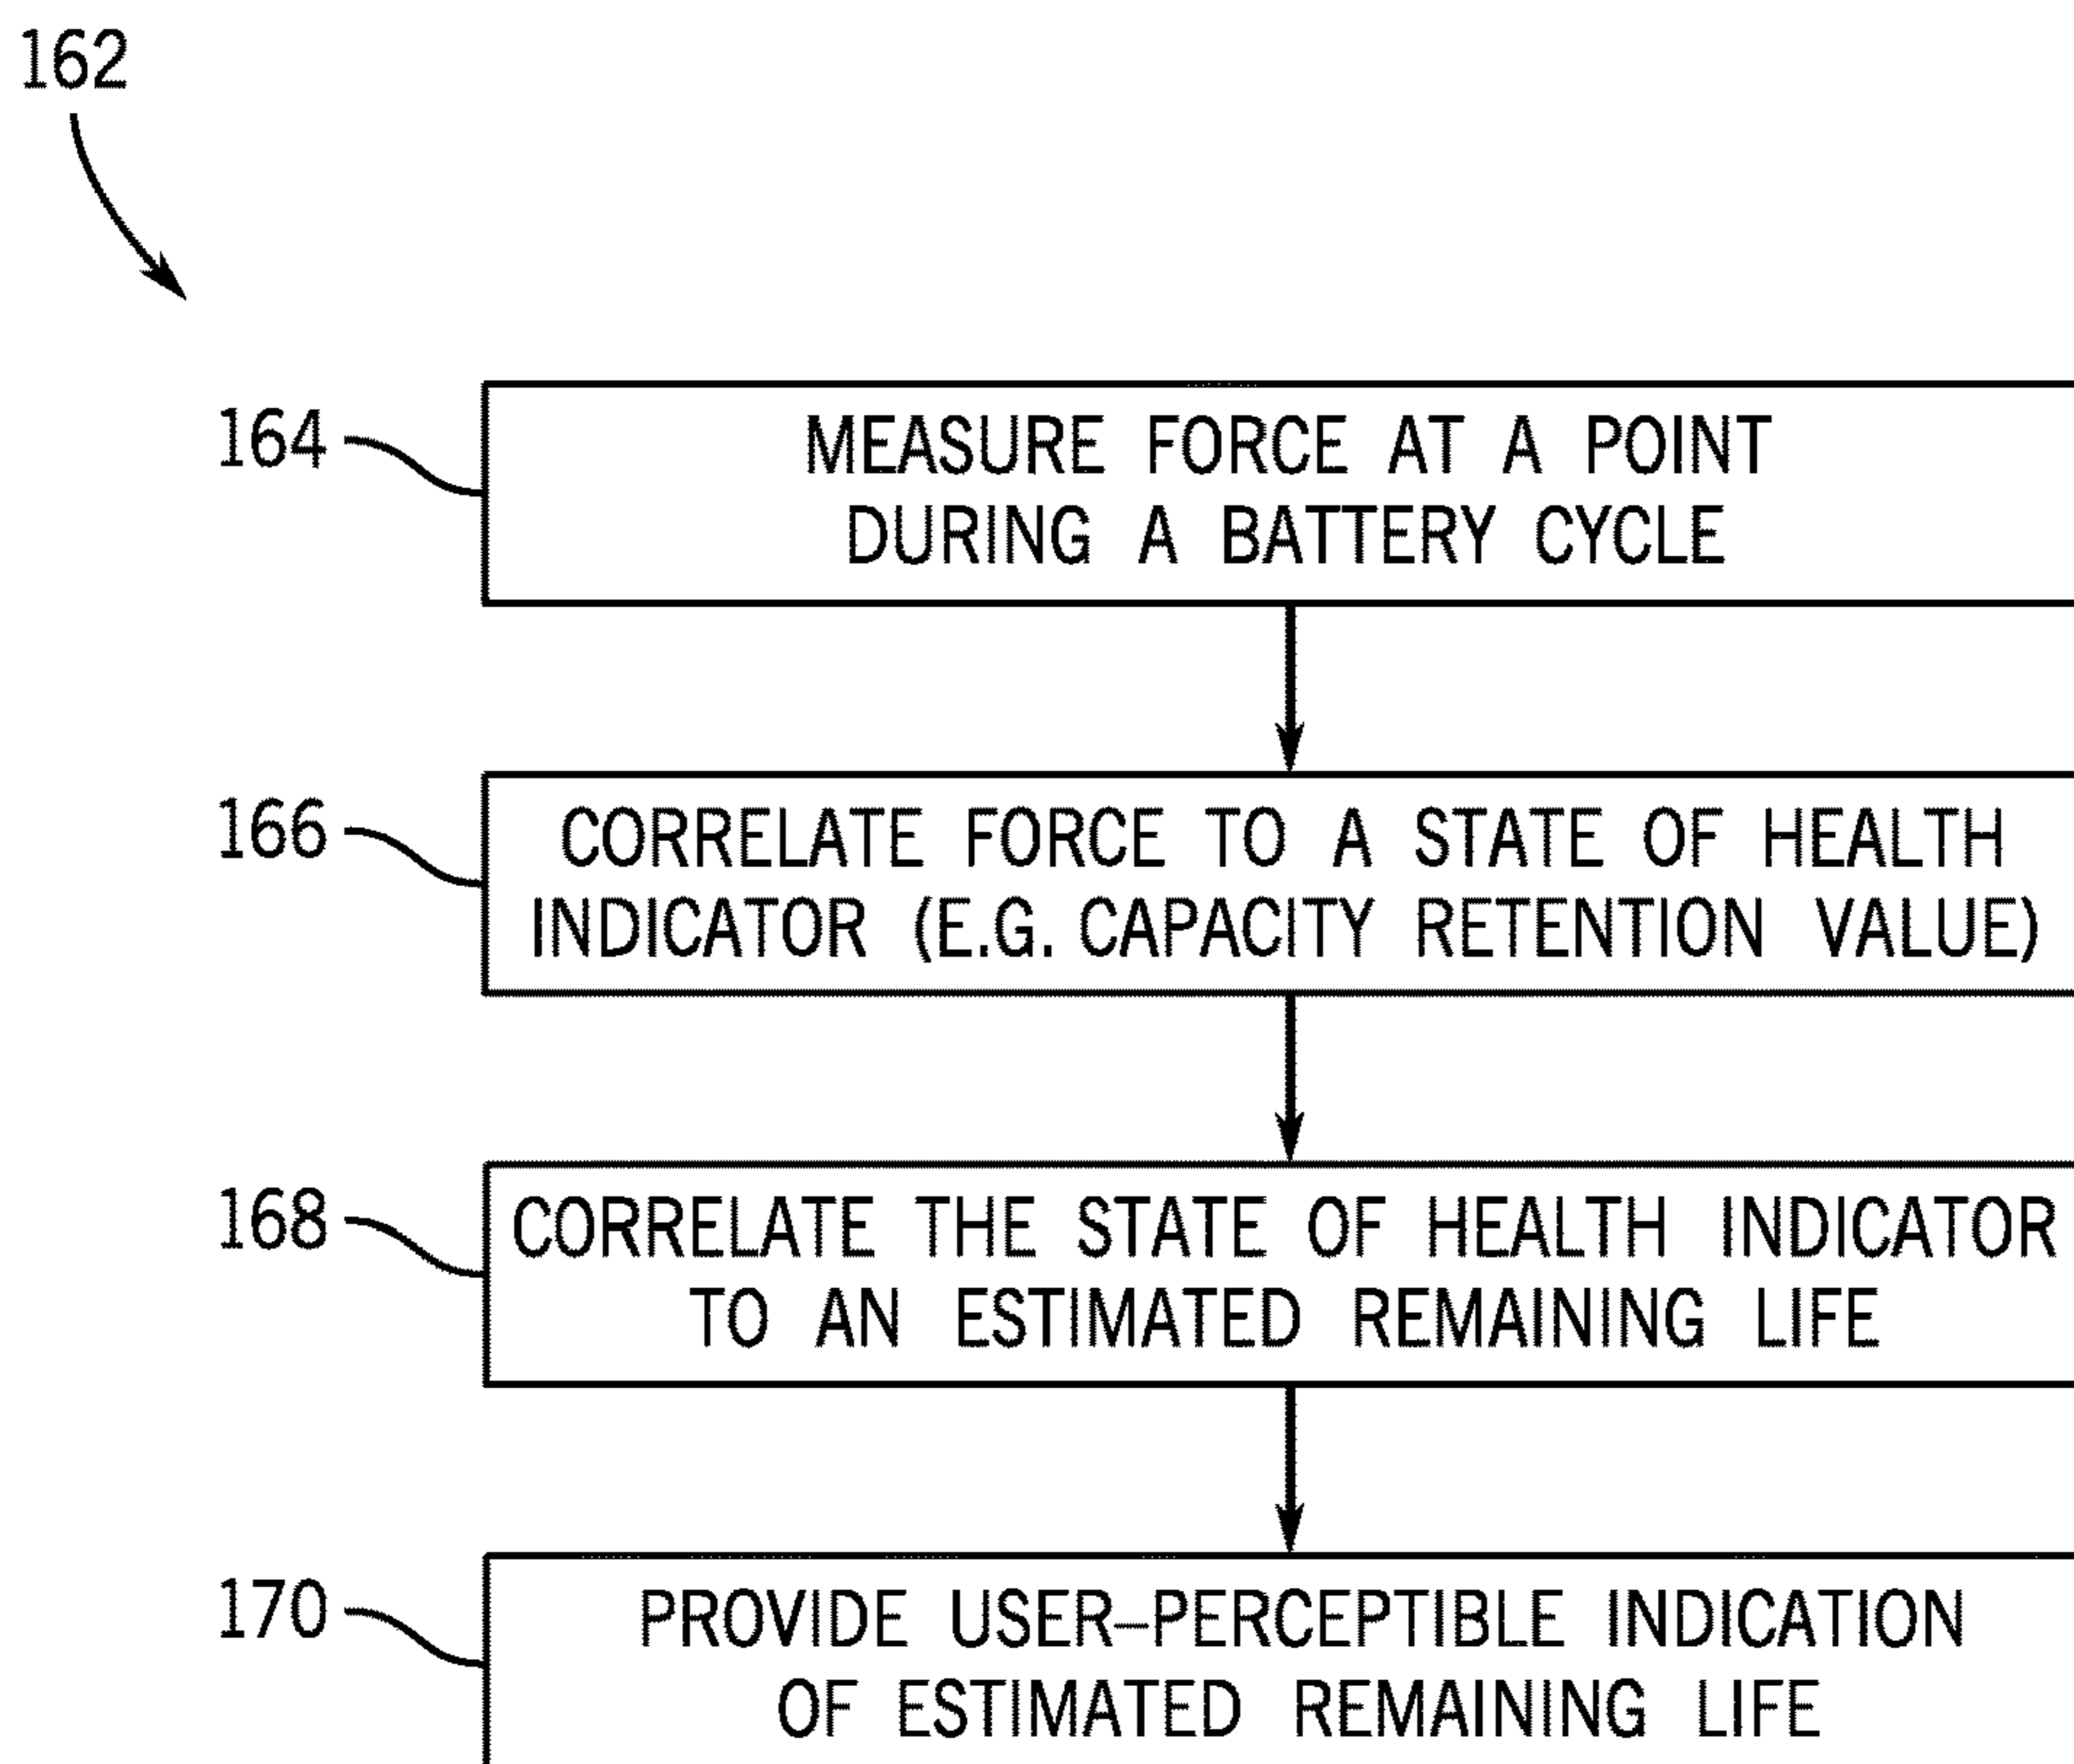 162
164
MEASURE FORCE AT A POINT
DURING A BATTERY CYCLE
166
CORRELATE FORCE TO A STATE OF HEALTH
INDICATOR (E.G. CAPACITY RETENTION VALUE)
168
CORRELATE THE STATE OF HEALTH INDICATOR
TO AN ESTIMATED REMAINING LIFE
170
PROVIDE USER–PERCEPTIBLE INDICATION
OF ESTIMATED REMAINING LIFE